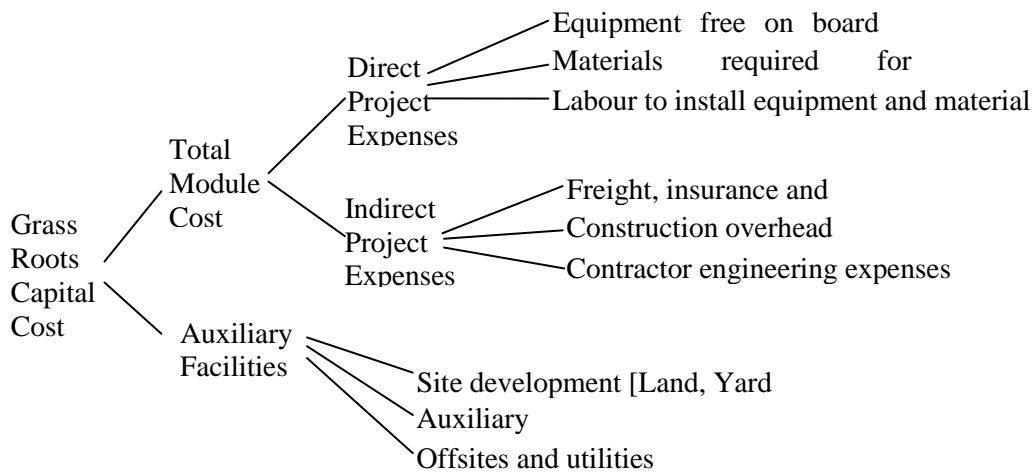 Grass
Roots
Capital
Cost
Total
Module
Cost
Direct
Project
Expenses
Equipment free on board
Materials required for
Labour to install equipment and material
Indirect
Project
Expenses
Freight, insurance and
Construction overhead
Contractor engineering expenses
Auxiliary
Facilities
Site development [Land, Yard
Auxiliary
Offsites and utilities